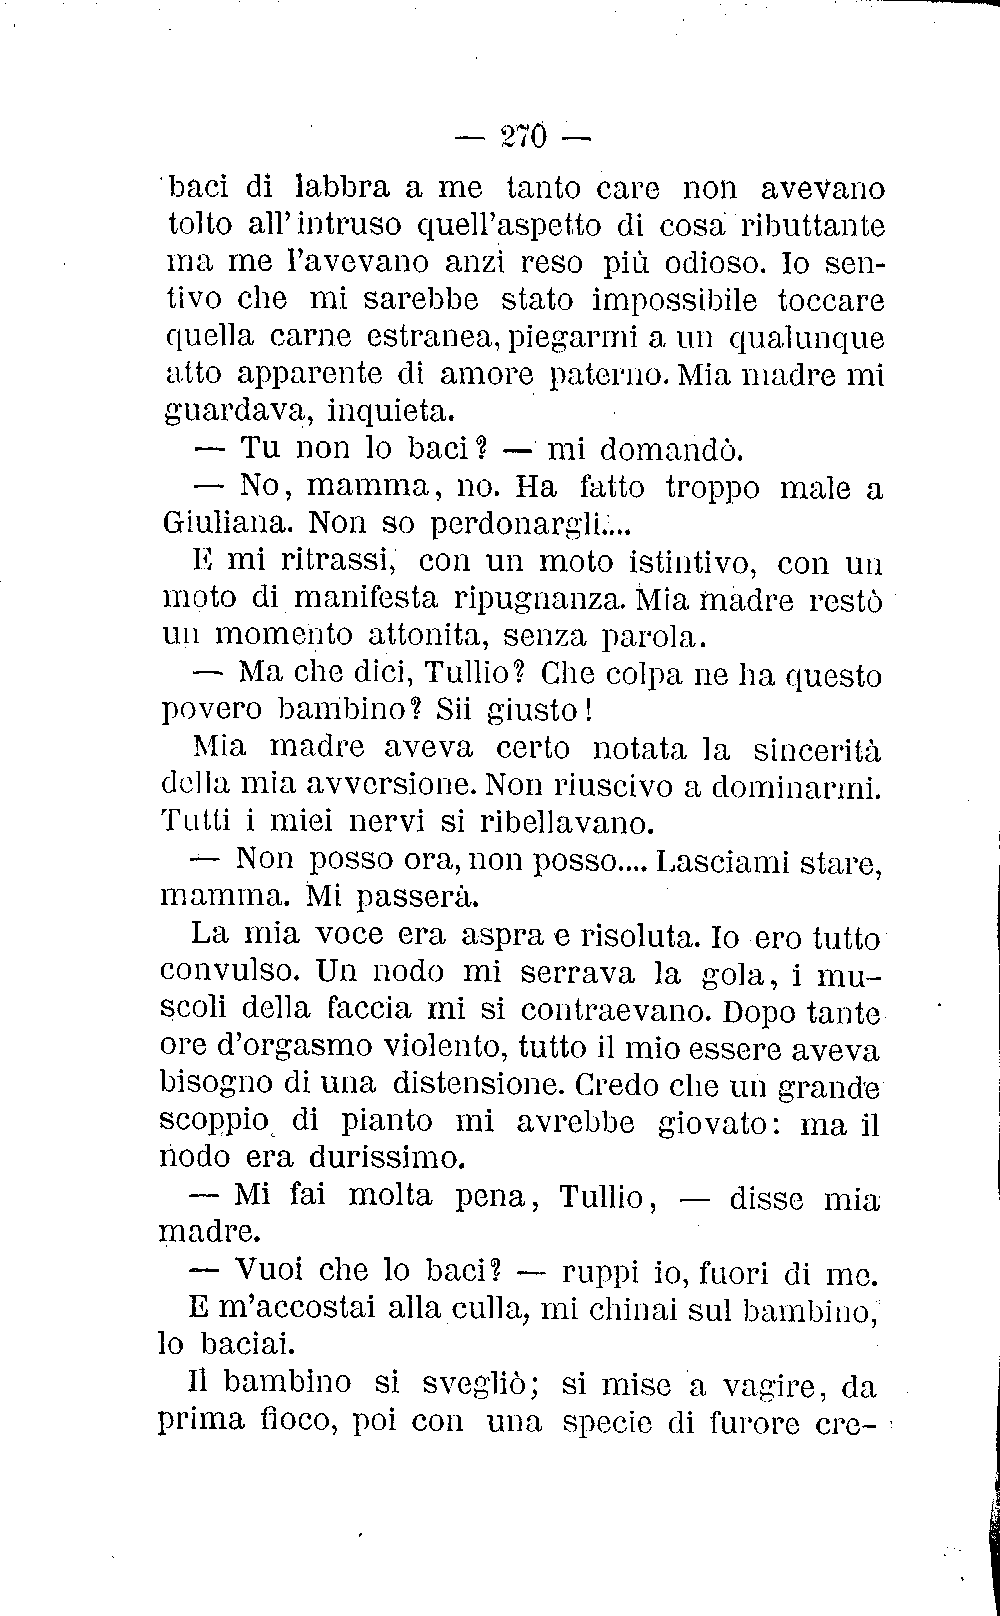 — 270 —
baci di labbra a me tanto care non avevano
tolto all'intruso quell'aspetto di cosa ributtante
ma me l'avevano anzi reso più odioso. Io sen-
tivo che mi sarebbe stato impossibile toccare
quella carne estranea, piegarmi a un qualunque
atto apparente di amore paterno. Mia madre mi
guardava, inquieta.
— Tu non lo baci? — mi domandò.
— No, mamma, no. Ha fatto troppo male a
Giuliana. Non so perdonargli....
E mi ritrassi, con un moto istintivo, con un
moto di manifesta ripugnanza. Mia madre restò
un momento attonita, senza parola.
— Ma che dici, Tullio? Che colpa ne ha questo
povero bambino? Sii giusto!
Mia madre aveva certo notata la sincerità
della mia avversione. Non riuscivo a dominarmi.
Tutti i miei nervi si ribellavano.
— Non posso ora, non posso.... Lasciami stare,
mamma. Mi passerà.
La mia voce era aspra e risoluta. Io ero tutto
convulso. Un nodo mi serrava la gola, i mu-
scoli della faccia mi si contraevano. Dopo tante
ore d'orgasmo violento, tutto il mio essere aveva
bisogno di una distensione. Credo che un grande
scoppio di pianto mi avrebbe giovato: ma il
nodo era durissimo.
— Mi fai molta pena, Tullio, — disse mia
madre.
— Vuoi che lo baci? — ruppi io, fuori di me.
E m'accostai alla culla, mi chinai sul bambino,
lo baciai.
Il bambino si svegliò; si mise a vagire, da
prima fioco, poi con una specie di furore cre-